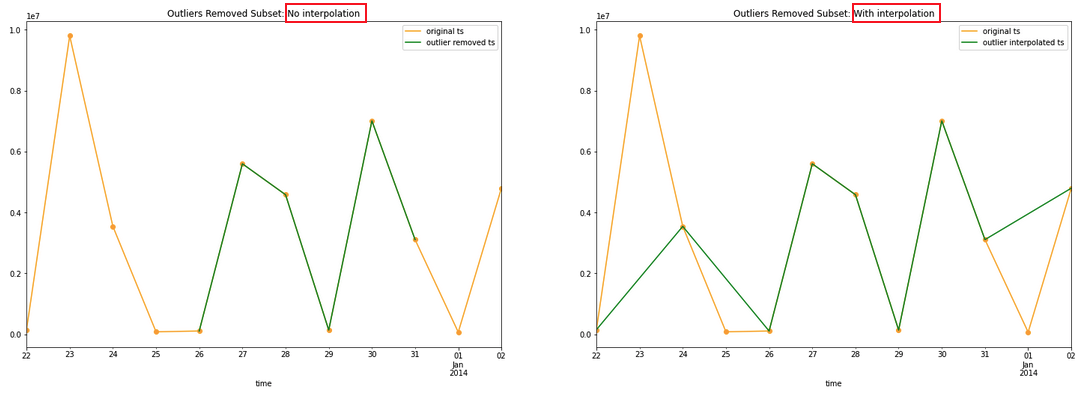 Outliers Removed Subset: No interpolation
1e7
original ts
outlier removed ts
1.0
0.8
0.6
0.4
0.2
0.0
22 23 24 25 26 27 28 29 30 31 01 02
Jan
2014
time
Outliers Removed Subset: With interpolation
1e7
original ts
outlier interpolated ts
1.0
0.8
0.6
0.4
0.2
0.0
22 23 24 25 26 27 28 29 30 31 01 02
Jan
2014
time